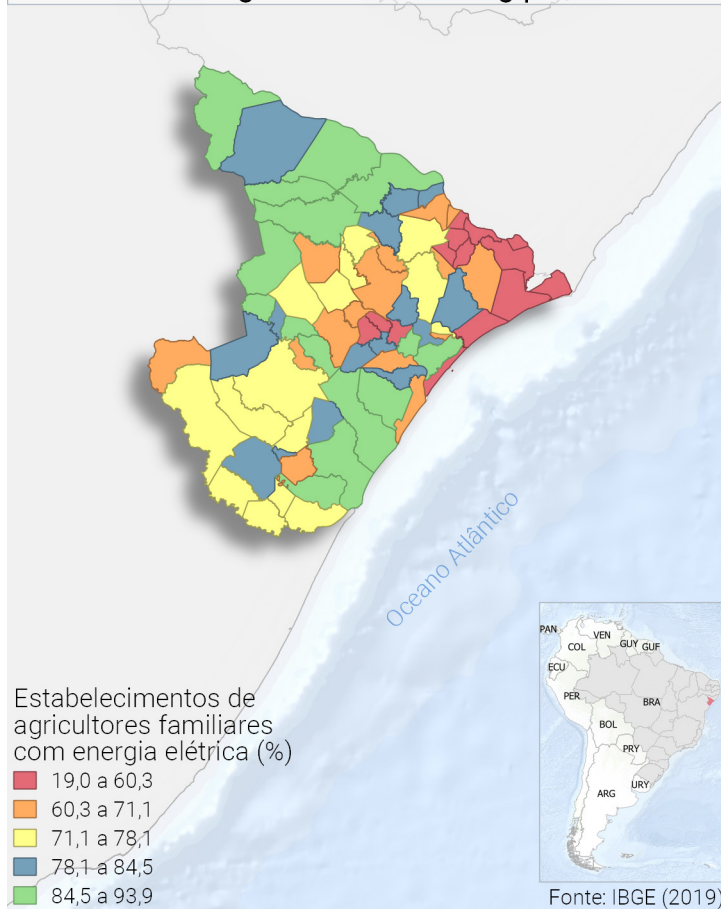 Oceano Atlântico
PAN
VEN
COL
GUY
GUF
ECU
PER
BRA
BOL
PRY
URY
ARG
Estabelecimentos de
agricultores familiares
com energia elétrica (%)
19,0 a 60,3
60,3 a 71,1
71,1 a 78,1
78,1 a 84,5
84,5 a 93,9
Fonte: IBGE (2019)